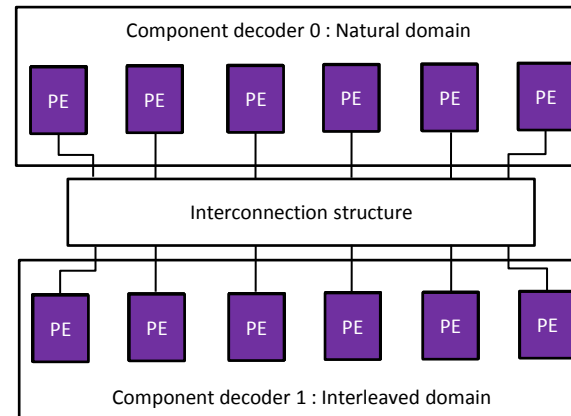 Component decoder 0 : Natural domain
PE PE PE PE PE PE
Interconnection structure
PE PE PE PE PE PE
Component decoder 1 : Interleaved domain